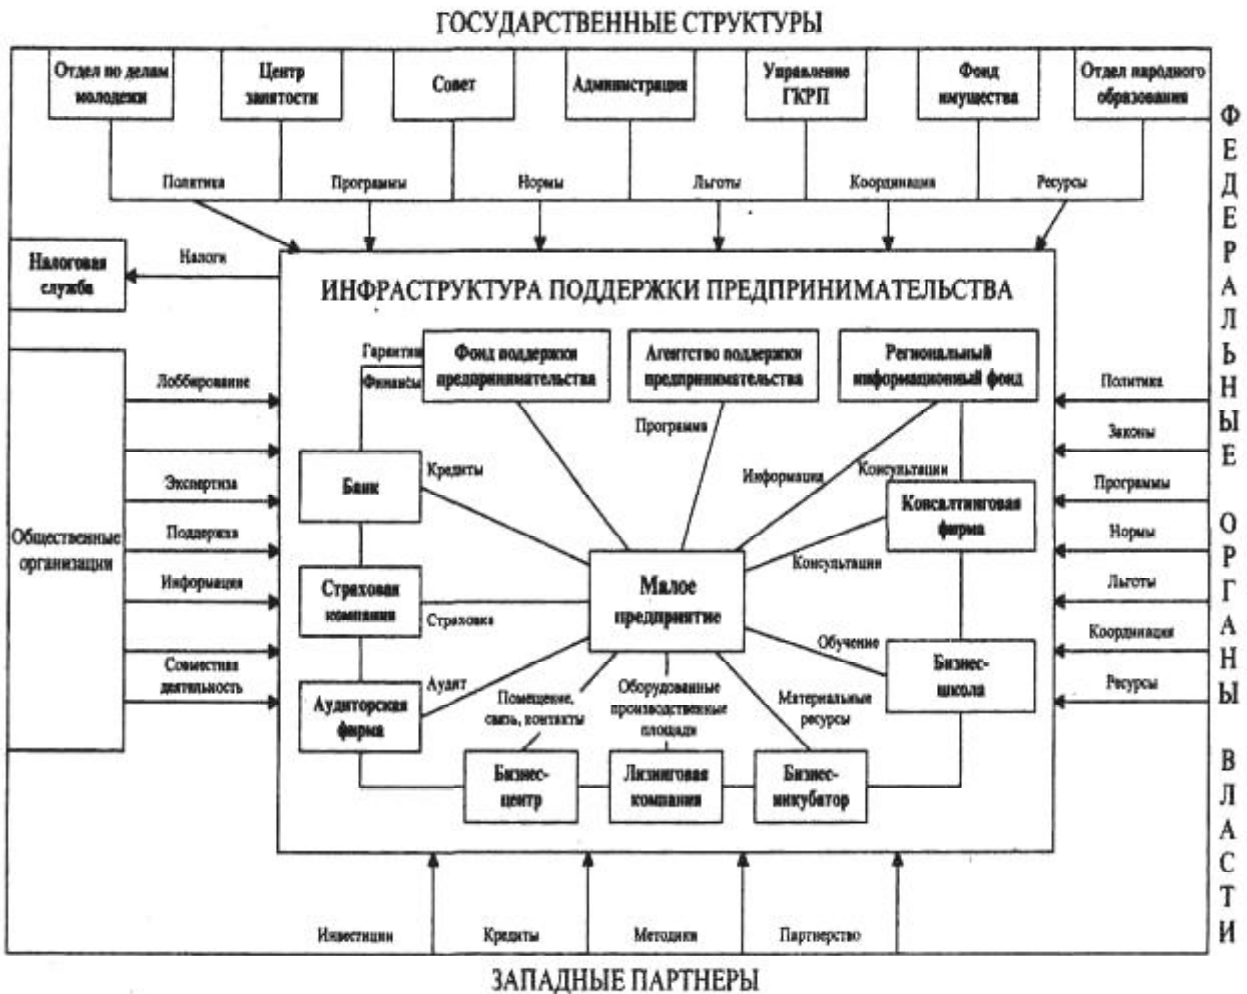 ГОСУДАРСТВЕННЫЕ СТРУКТУРЫ
Отдел по делам
молодежи
Центр
занятости
Совет
Администрация
Управление
ГКРП
Фонд
имущества
Отдел народного
образования
Политика
Программы
Нормы
Льготы
Координация
Ресурсы
Налоговая
служба
Налоги
ИНФРАСТРУКТУРА ПОДДЕРЖКИ ПРЕДПРИНИМАТЕЛЬСТВА
Гарантии
Финансы
Фонд поддержки
предпринимательства
Агентство поддержки
предпринимательства
Региональный
информационный фонд
Общественные
организации
Лоббирование
Экспертиза
Поддержка
Информация
Совместная
деятельность
Программа
Кредиты
Информация
Консультации
Банк
Консалтинговая
фирма
Консультации
Страховая
компания
Страховка
Малое
предприятие
Обучение
Бизнес-
школа
Аудит
Аудиторская
фирма
Помещение,
связь, контакты
Оборудованные
производственные
площади
Материальные
ресурсы
Бизнес-
центр
Лизинговая
компания
Бизнес-
инкубатор
Политика
Законы
Программы
Нормы
Льготы
Координация
Ресурсы
ФЕДЕРАЛЬНЫЕ ОРГАНЫ ВЛАСТИ
Инвестиции
Кредиты
Методики
Партнерство
ЗАПАДНЫЕ ПАРТНЕРЫ